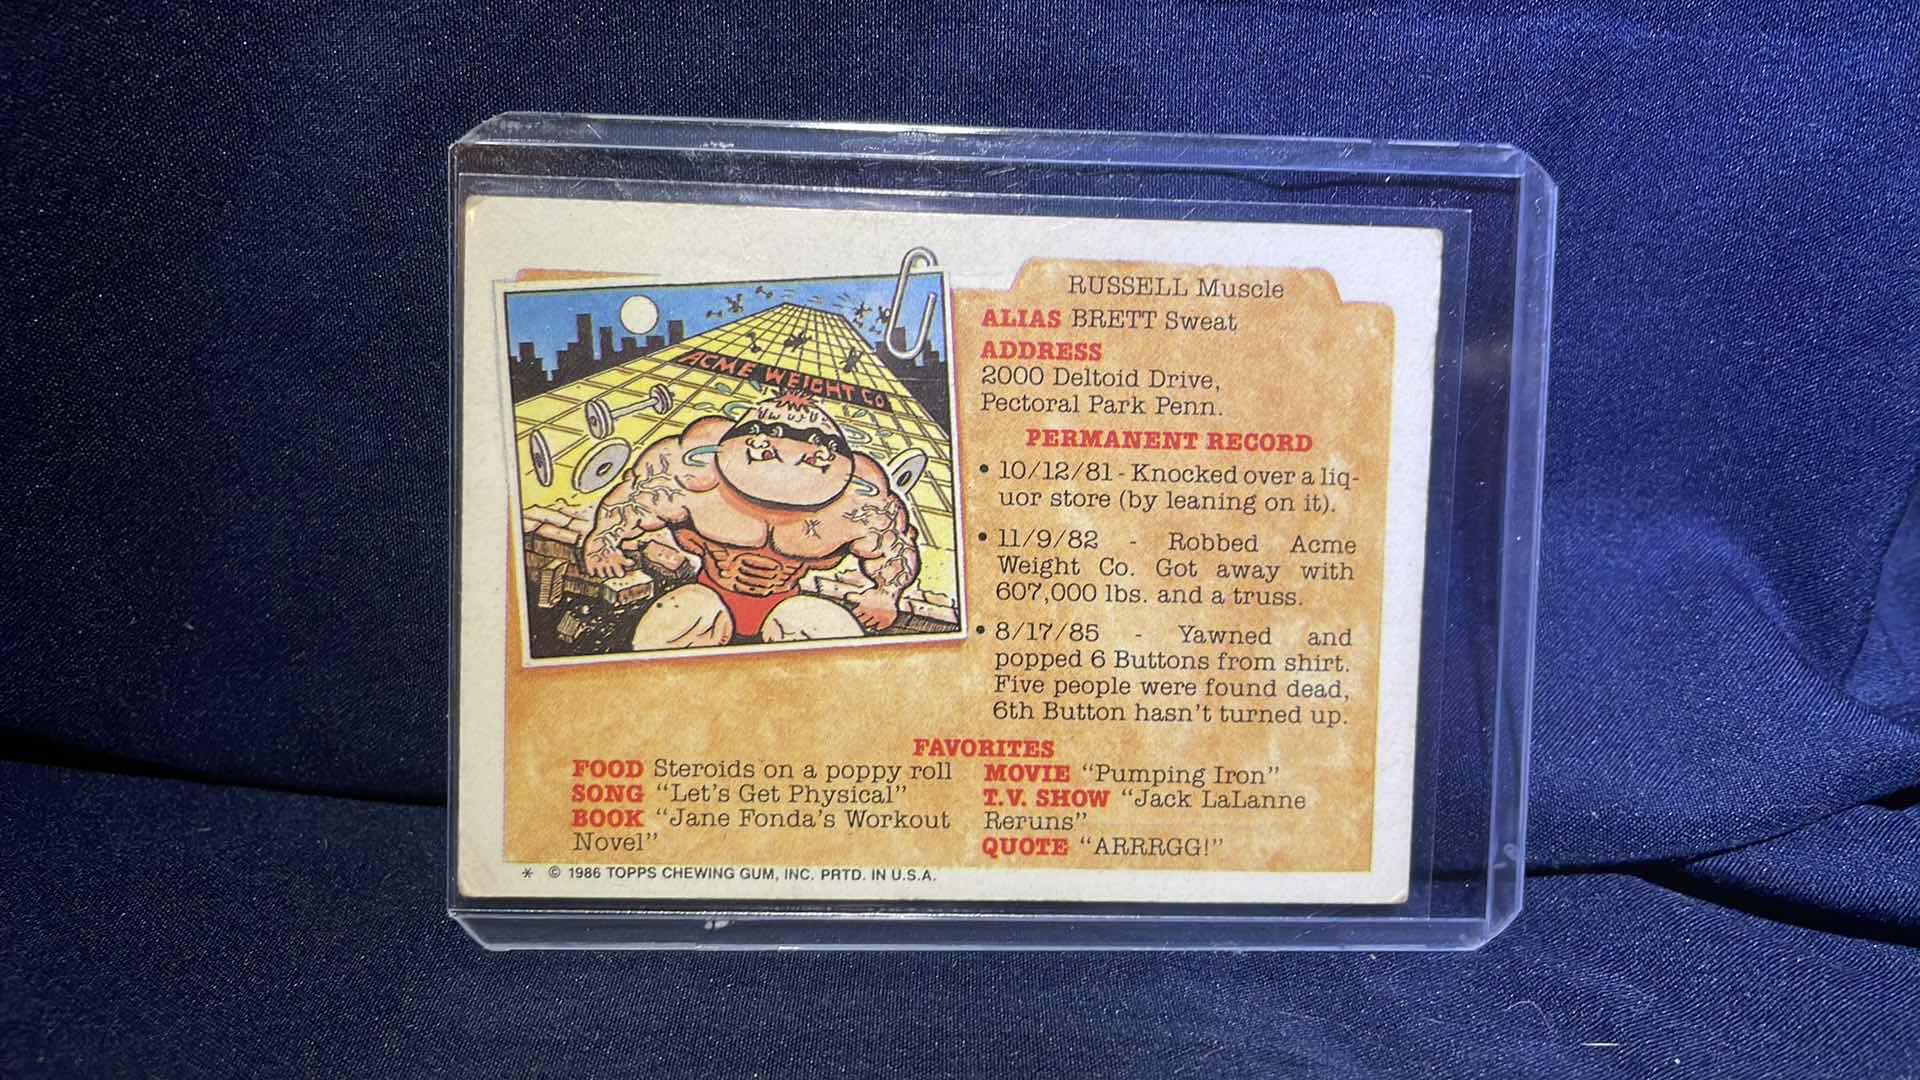 ACME WEIGHT CO
RUSSELL Muscle
ALIAS BRETT Sweat
ADDRESS
2000 Deltoid Drive,
Pectoral Park Penn.
PERMANENT RECORD
• 10/12/81 - Knocked over a liq-
uor store (by leaning on it).
• 11/9/82 - Robbed Acme
Weight Co. Got away with
607,000 lbs. and a truss.
• 8/17/85 - Yawned and
popped 6 Buttons from shirt.
Five people were found dead,
6th Button hasn't turned up.
FAVORITES
FOOD Steroids on a poppy roll
SONG "Let's Get Physical"
BOOK "Jane Fonda's Workout
Novel"
MOVIE "Pumping Iron"
T.V. SHOW "Jack LaLanne
Reruns"
QUOTE "ARRRGG!"
* © 1986 TOPPS CHEWING GUM, INC. PRTD. IN U.S.A.